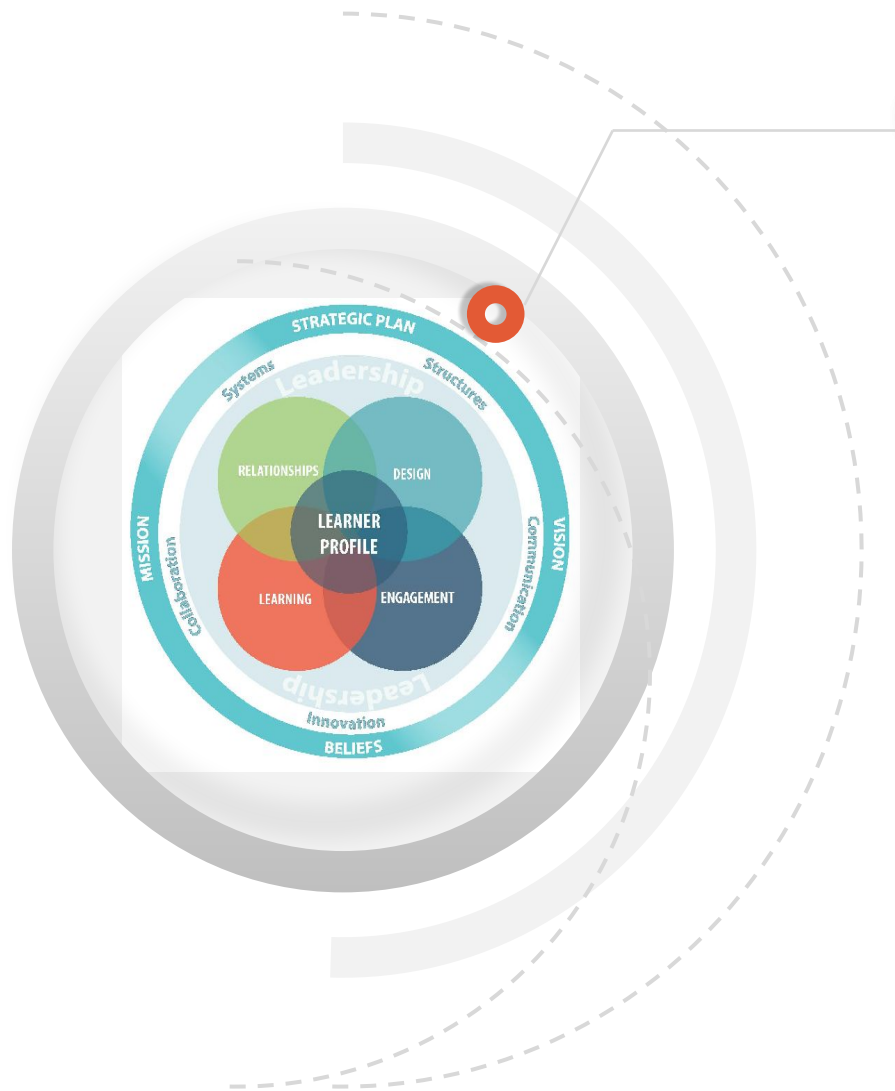 STRATEGIC PLAN
Systems
Structures
Leadership
RELATIONSHIPS
DESIGN
LEARNER
PROFILE
MISSION
VISION
Collaboration
Communication
LEARNING
ENGAGEMENT
Leadership
Innovation
BELIEFS